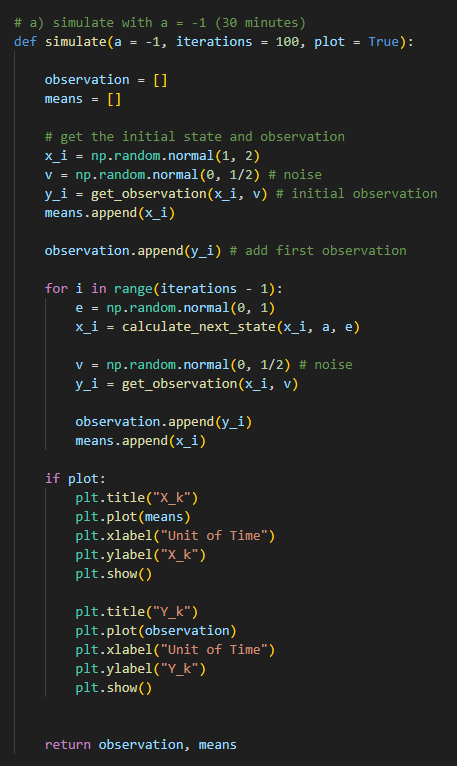 # a) simulate with a = -1 (30 minutes)
def simulate(a = -1, iterations = 100, plot = True):
observation = []
means = []
# get the initial state and observation
x_i = np.random.normal(1, 2)
v = np.random.normal(0, 1/2) # noise
y_i = get_observation(x_i, v) # initial observation
means.append(x_i)
observation.append(y_i) # add first observation
for i in range(iterations - 1):
e = np.random.normal(0, 1)
x_i = calculate_next_state(x_i, a, e)
v = np.random.normal(0, 1/2) # noise
y_i = get_observation(x_i, v)
observation.append(y_i)
means.append(x_i)
if plot:
plt.title("X_k")
plt.plot(means)
plt.xlabel("Unit of Time")
plt.ylabel("X_k")
plt.show()
plt.title("Y_k")
plt.plot(observation)
plt.xlabel("Unit of Time")
plt.ylabel("Y_k")
plt.show()
return observation, means